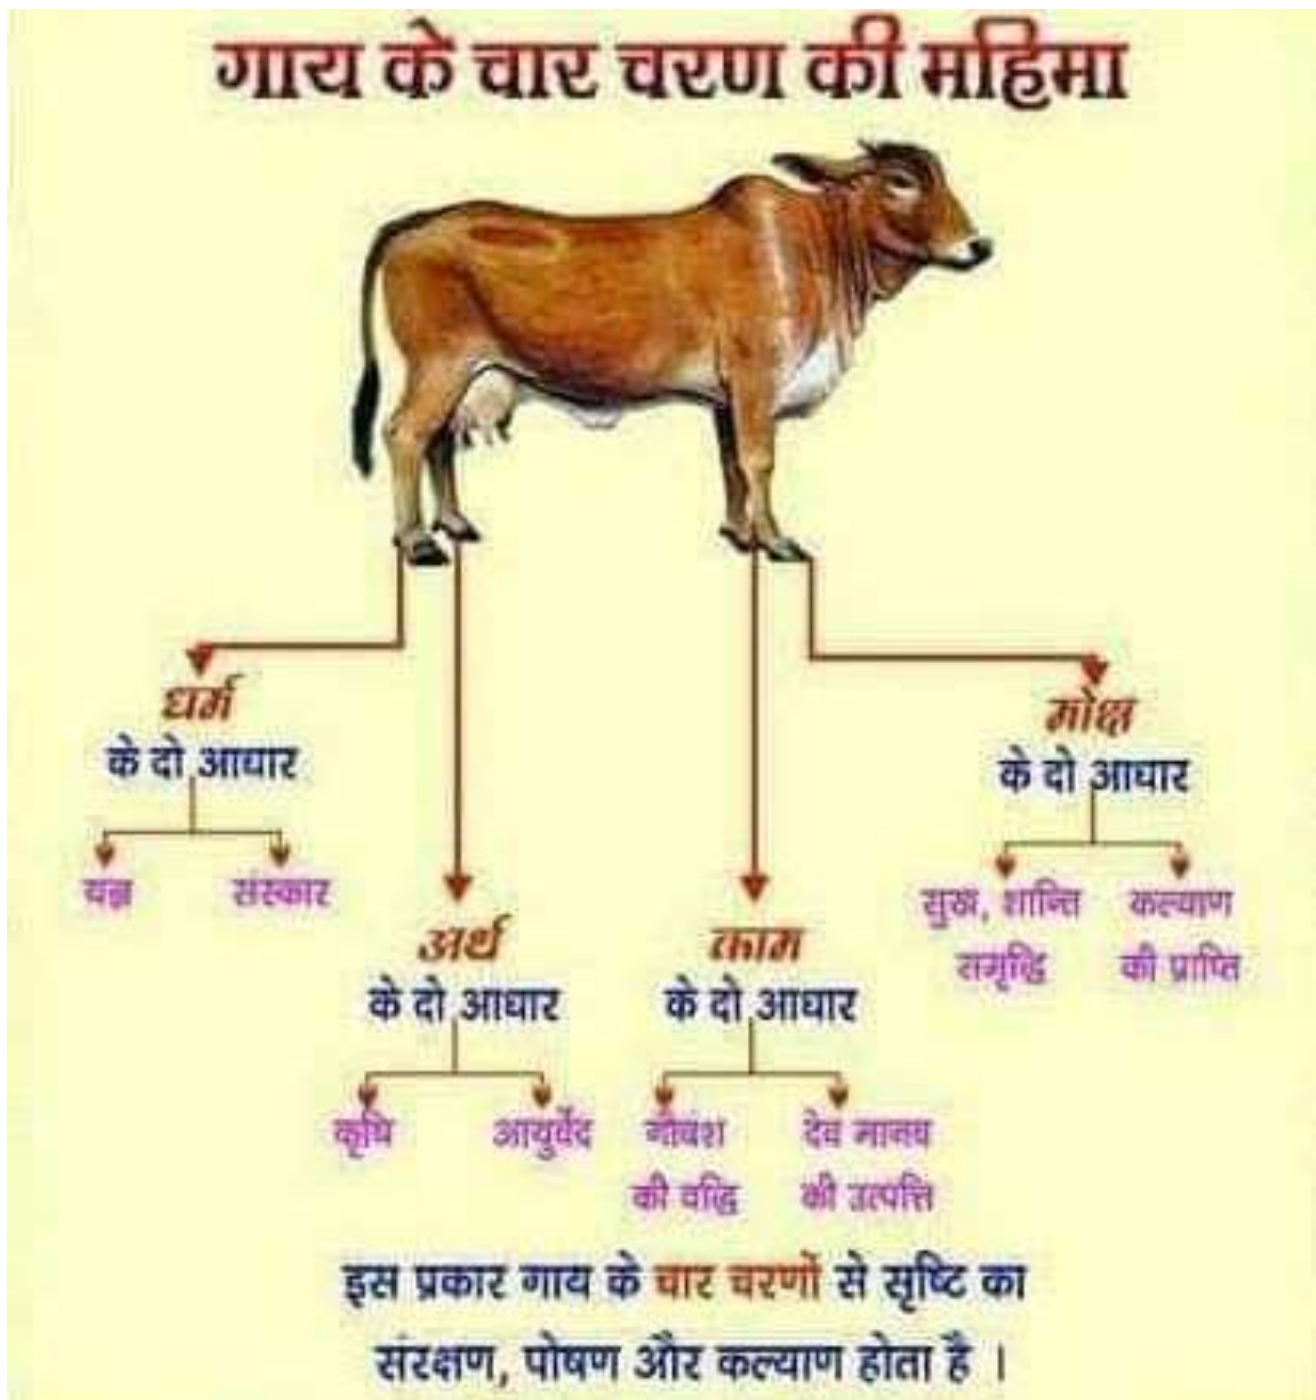 गाय के चार चरण की महिमा
धर्म
के दो आधार
यज्ञ संस्कार
मोक्ष
के दो आधार
सुख, शान्ति कल्याण
समृद्धि की प्राप्ति
अर्थ
के दो आधार
कृषि आयुर्वेद
काम
के दो आधार
गौवंश देव मानव
की वद्धि की उत्पत्ति
इस प्रकार गाय के चार चरणों से सृष्टि का
संरक्षण, पोषण और कल्याण होता है ।